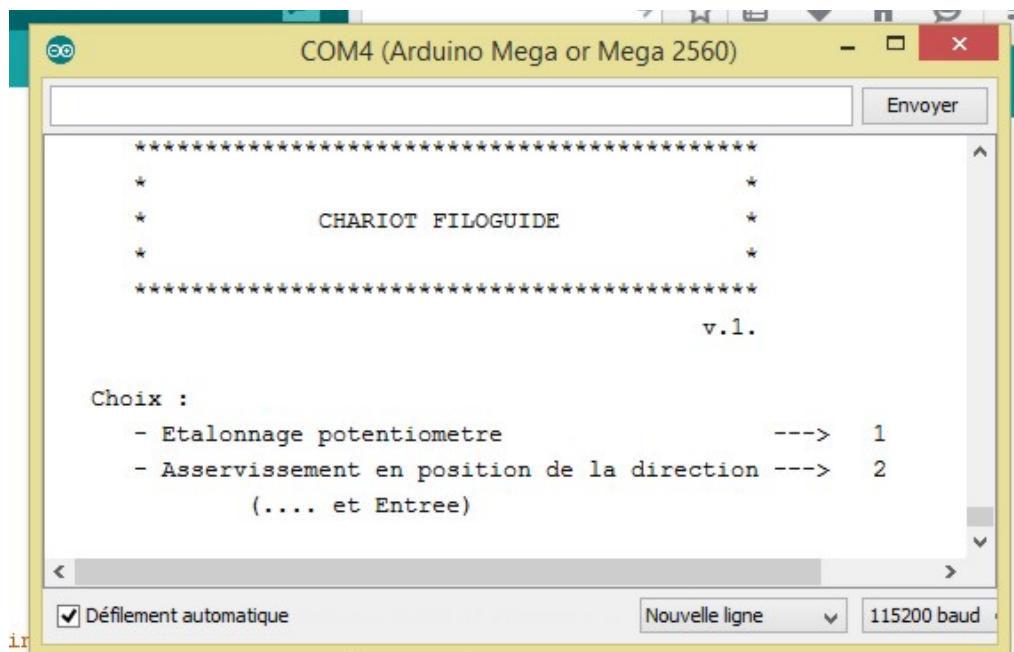 COM4 (Arduino Mega or Mega 2560)
Envoyer
********************************************
* *
* CHARIOT FILOGUIDE *
* *
********************************************
v.1.
Choix :
- Etalonnage potentiometre ---> 1
- Asservissement en position de la direction ---> 2
(.... et Entree)
Défilement automatique
Nouvelle ligne
115200 baud